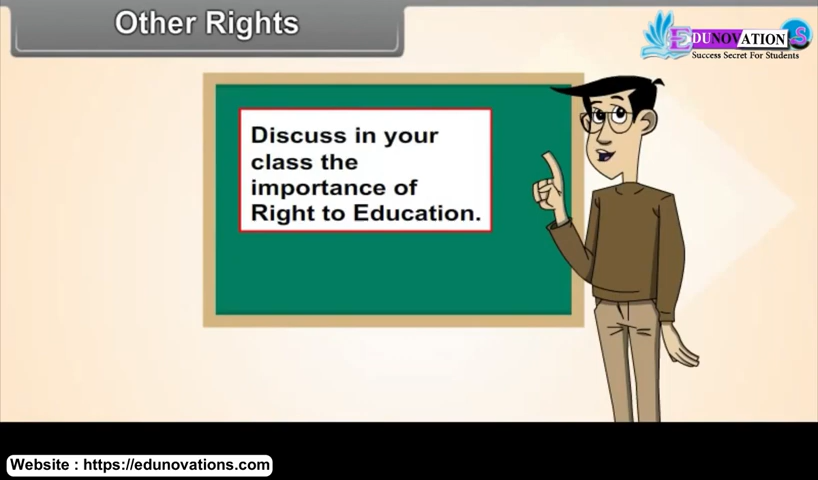 Other Rights
EDUNOVATIONS
Success Secret For Students
Discuss in your
class the
importance of
Right to Education.
Website : https://edunovations.com